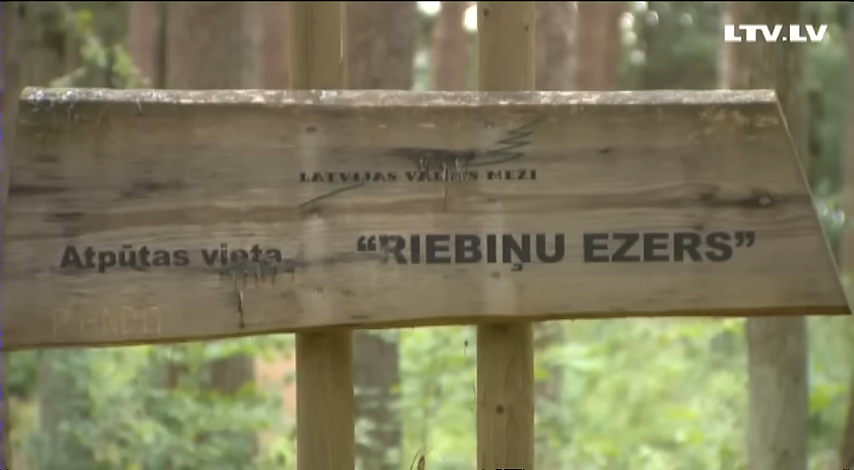 LTV.LV
LATVIJAS VALSTS MEŽI
Atpūtas vieta "RIEBIŅU EZERS"